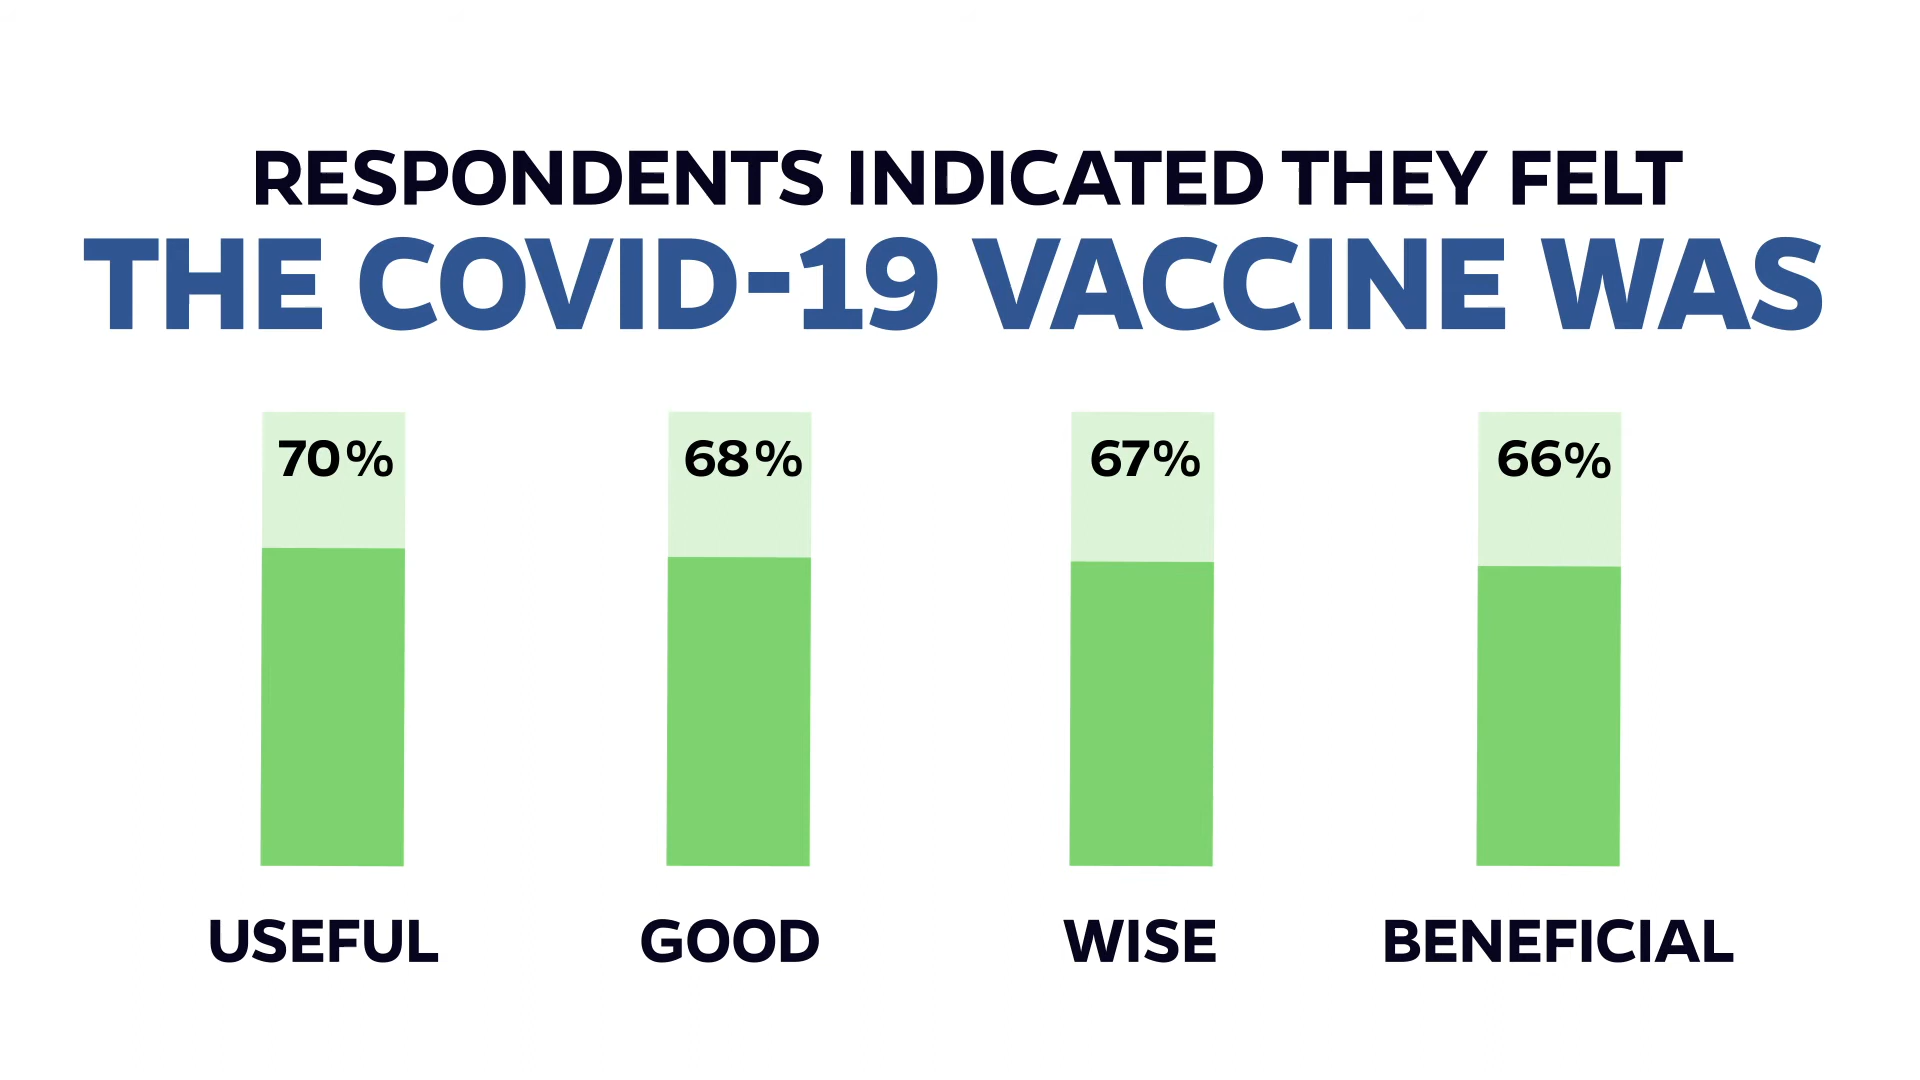 RESPONDENTS INDICATED THEY FELT
THE COVID-19 VACCINE WAS
70% 68% 67% 66%
USEFUL GOOD WISE BENEFICIAL